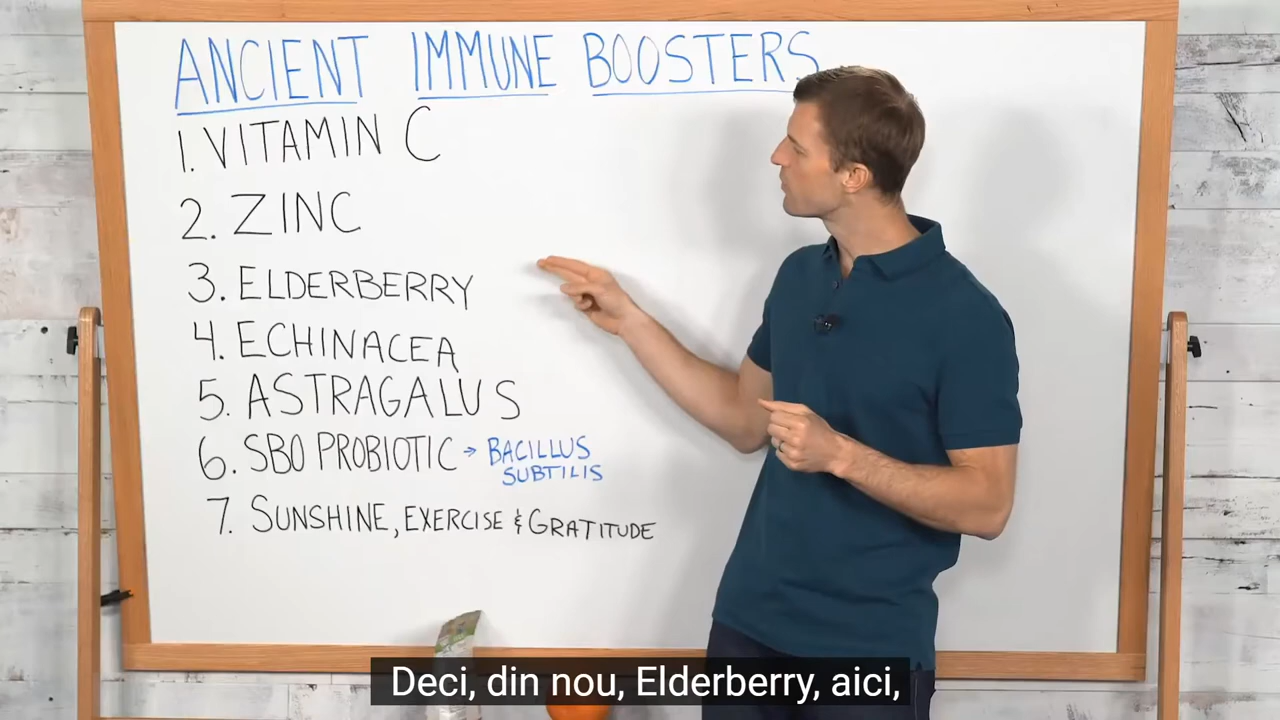 ANCIENT IMMUNE BOOSTERS
1. VITAMIN C
2. ZINC
3. ELDERBERRY
4. ECHINACEA
5. ASTRAGALUS
6. SBO PROBIOTIC → BACILLUS
SUBTILIS
7. SUNSHINE, EXERCISE & GRATITUDE
Deci, din nou, Elderberry, aici,